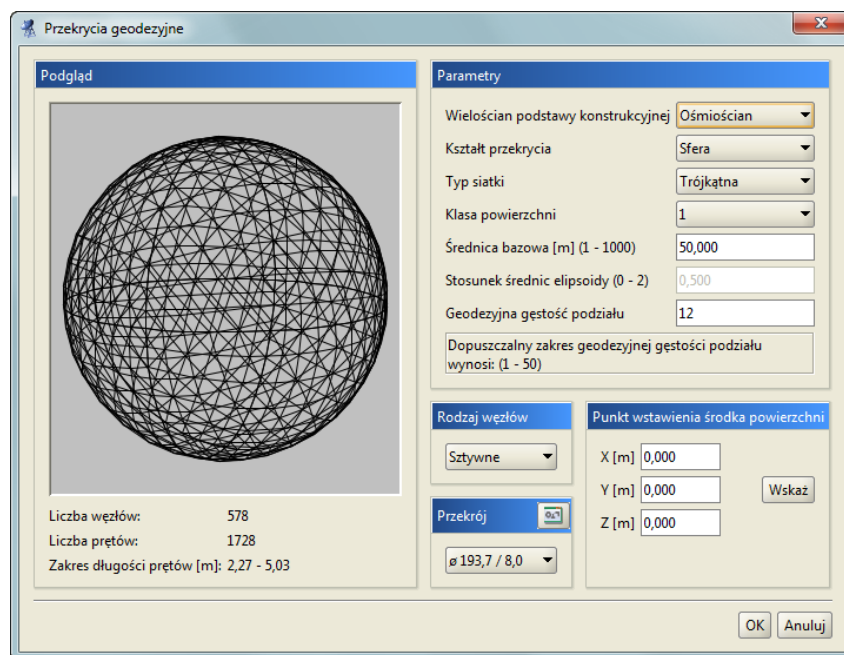 Przekrycia geodezyjne
Podgląd
Liczba węzłów: 578
Liczba prętów: 1728
Zakres długości prętów [m]: 2,27 - 5,03
Parametry
Wielościan podstawy konstrukcyjnej Ośmiościan
Kształt przekrycia Sfera
Typ siatki Trójkątna
Klasa powierzchni 1
Średnica bazowa [m] (1 - 1000) 50,000
Stosunek średnic elipsoidy (0 - 2) 0,500
Geodezyjna gęstość podziału 12
Dopuszczalny zakres geodezyjnej gęstości podziału
wynosi: (1 - 50)
Rodzaj węzłów
Sztywne
Przekrój
ø 193,7 / 8,0
Punkt wstawienia środka powierzchni
X [m] 0,000
Y [m] 0,000
Wskaż
Z [m] 0,000
OK Anuluj